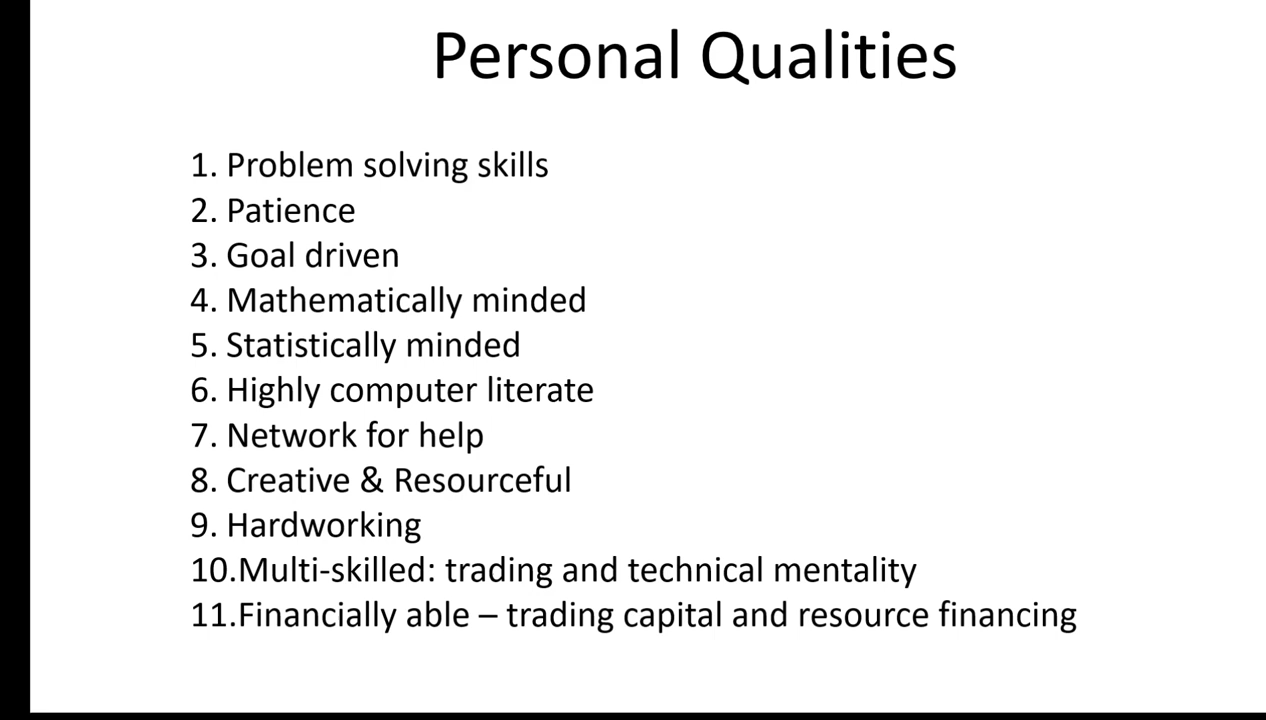 Personal Qualities
1. Problem solving skills
2. Patience
3. Goal driven
4. Mathematically minded
5. Statistically minded
6. Highly computer literate
7. Network for help
8. Creative & Resourceful
9. Hardworking
10.Multi-skilled: trading and technical mentality
11.Financially able – trading capital and resource financing